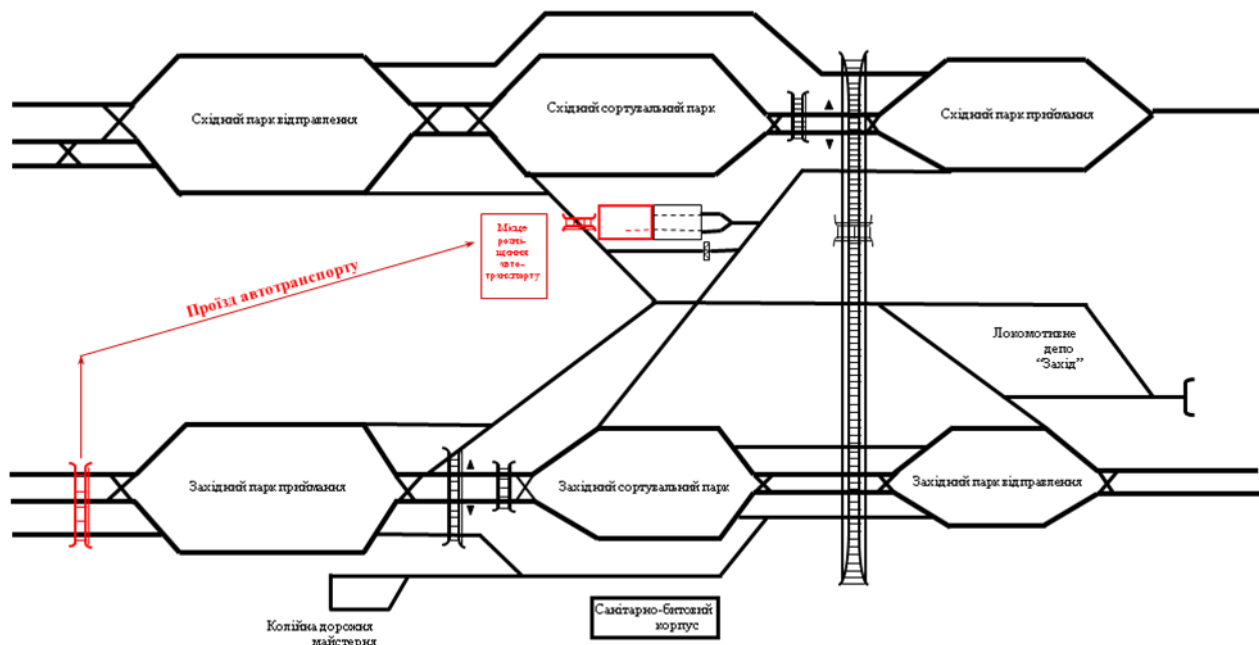 Східний парк відправлення
Східний сортувальний парк
Східний парк приймання
Місце
розмі-
щення
авто-
транспорту
Проїзд автотранспорту
Локомотивне
депо
“Захід”
Західний парк приймання
Західний сортувальний парк
Західний парк відправлення
Колійна дорожня
майстерня
Санітарно-битовий
корпус